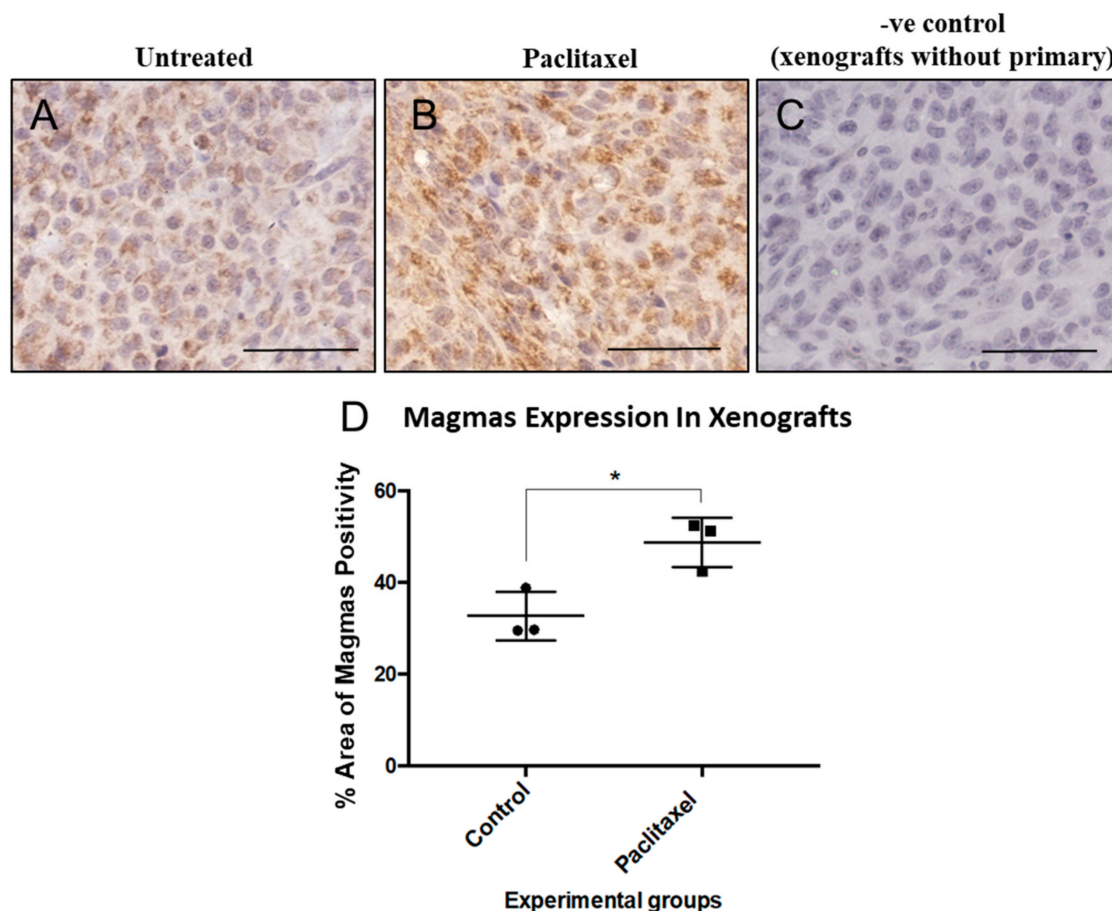 Untreated
Paclitaxel
-ve control
(xenografts without primary)
A
B
C
D Magmas Expression In Xenografts
*
% Area of Magmas Positivity
60
40
20
0
Control
Paclitaxel
Experimental groups